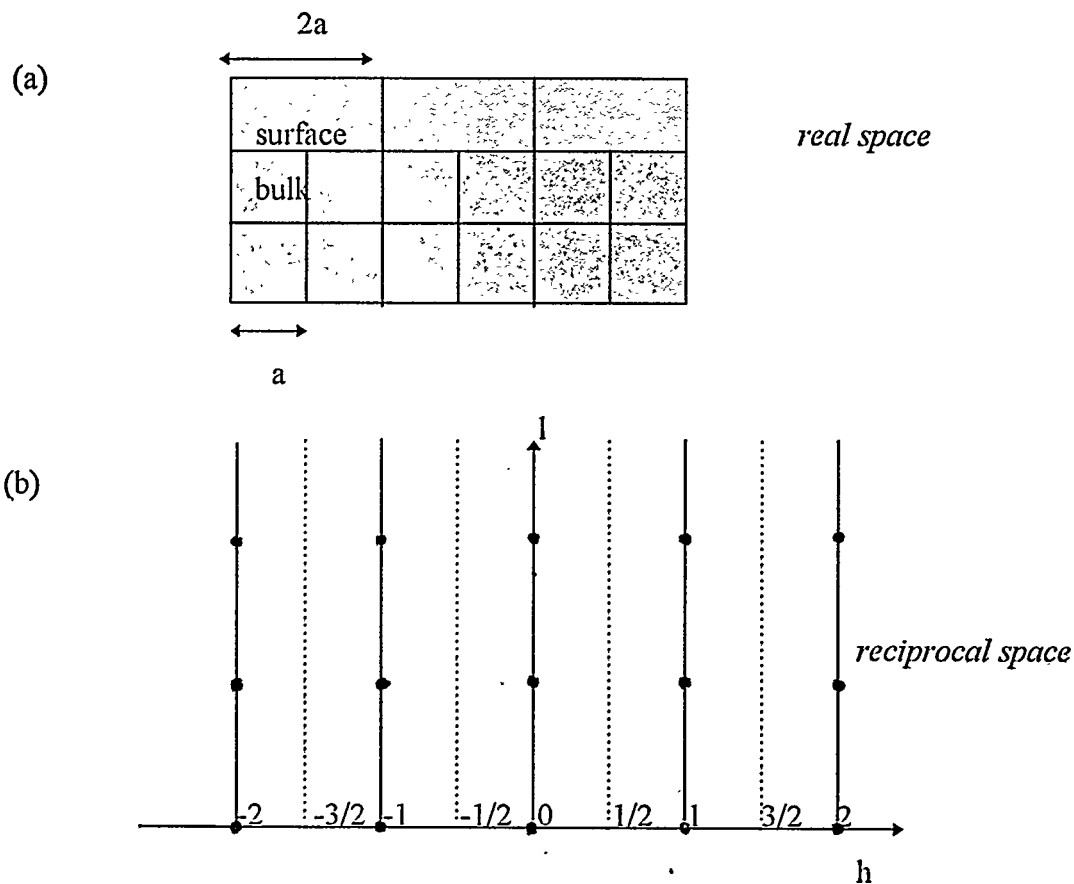 2a
(a)
surface
real space
bulk
a
l
(b)
reciprocal space
-2 -3/2 -1 -1/2 0 1/2 1 3/2 2
h